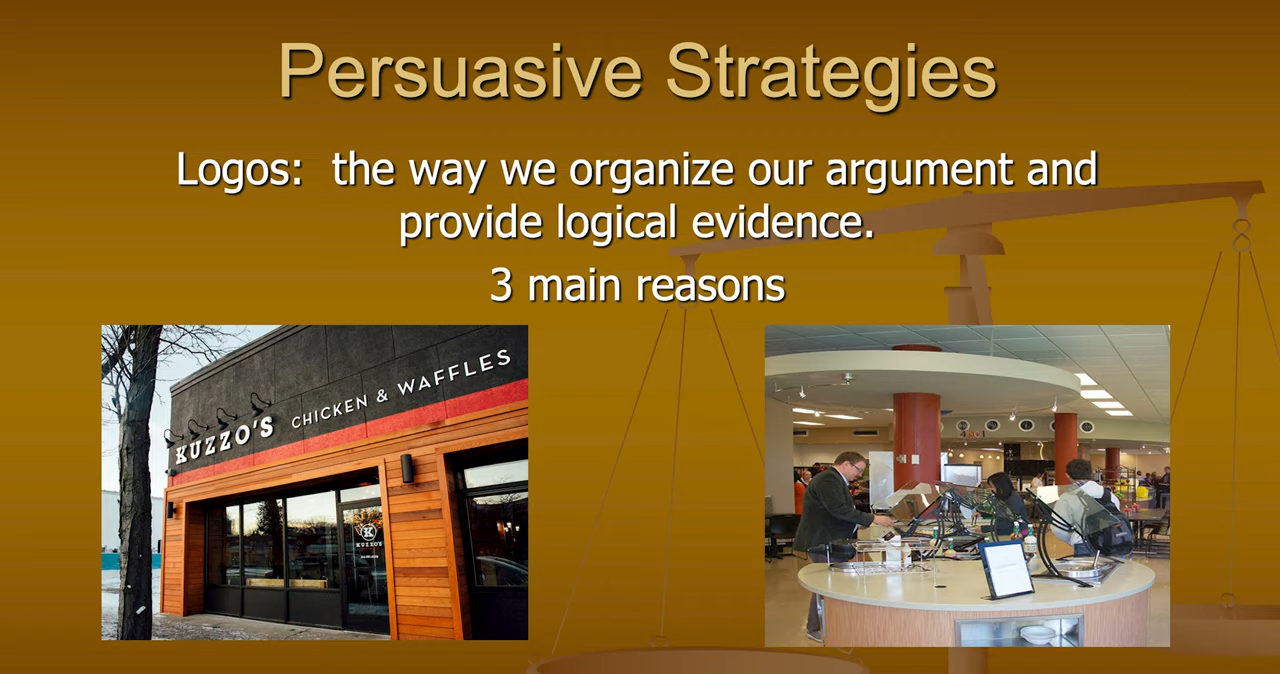 Persuasive Strategies
Logos: the way we organize our argument and
provide logical evidence.
3 main reasons
KUZZO'S CHICKEN & WAFFLES
K
KUZZO'S